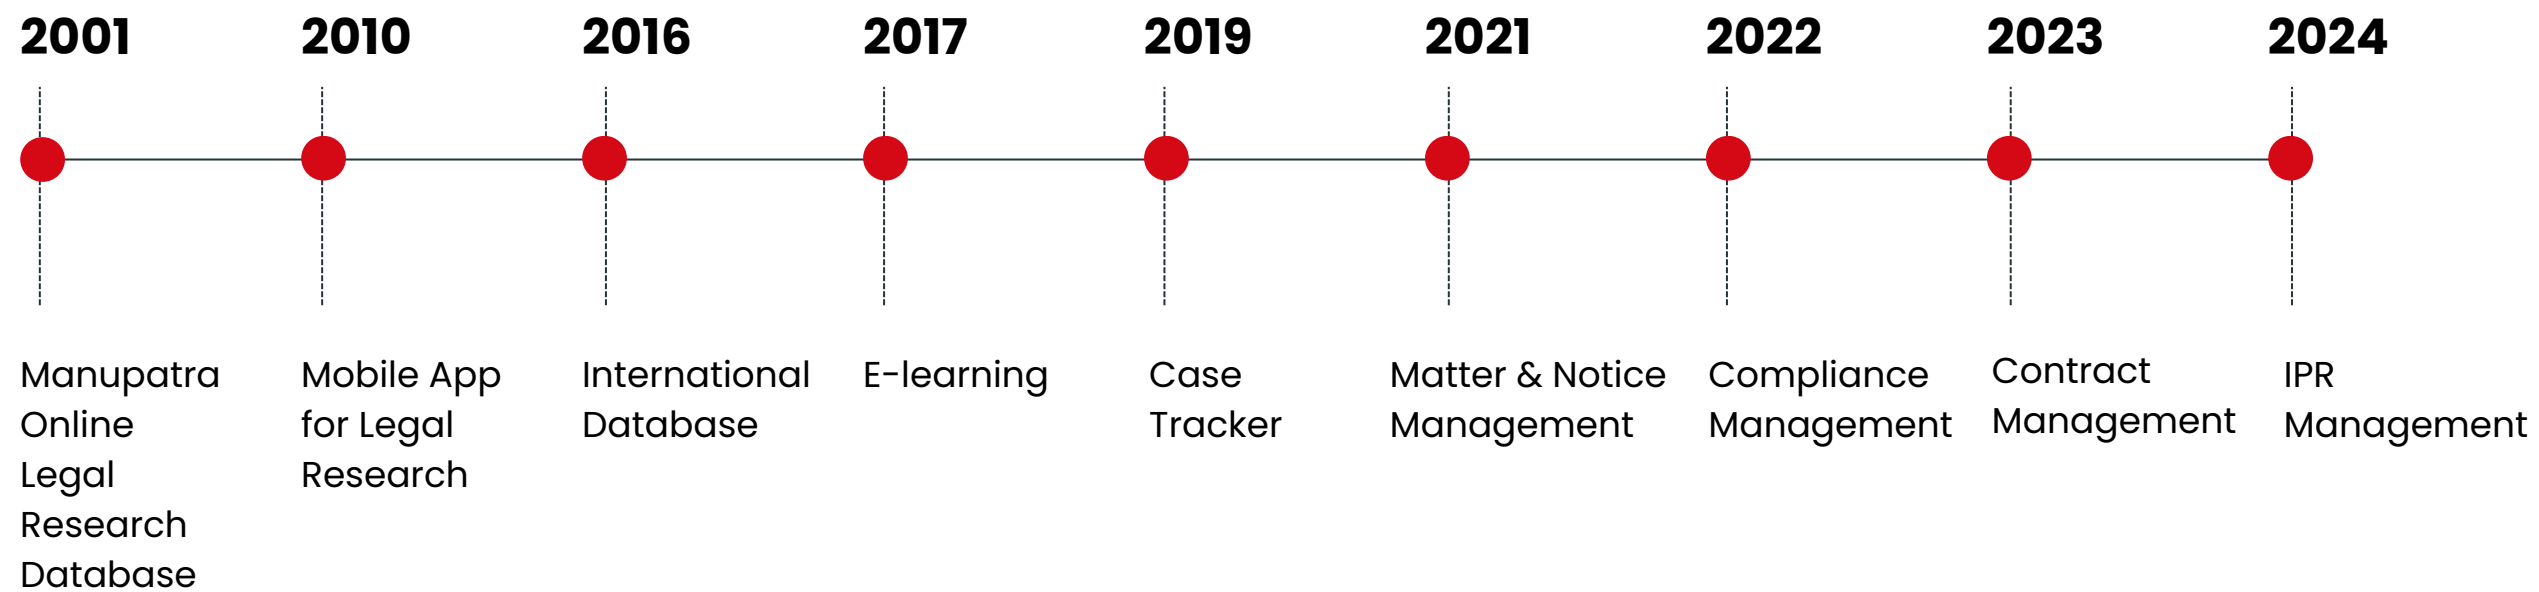 2001
2010
2016
2017
2019
2021
2022
2023
2024
Manupatra
Online
Legal
Research
Database
Mobile App
for Legal
Research
International
Database
E-learning
Case
Tracker
Matter & Notice
Management
Compliance
Management
Contract
Management
IPR
Management